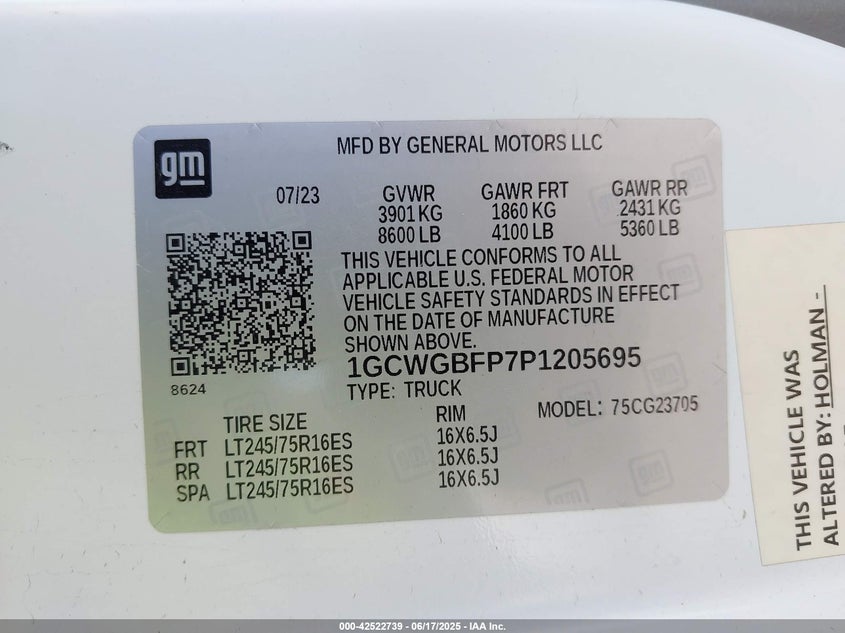 gm
MFD BY GENERAL MOTORS LLC
07/23
GVWR GAWR FRT GAWR RR
3901 KG 1860 KG 2431 KG
8600 LB 4100 LB 5360 LB
THIS VEHICLE CONFORMS TO ALL
APPLICABLE U.S. FEDERAL MOTOR
VEHICLE SAFETY STANDARDS IN EFFECT
ON THE DATE OF MANUFACTURE
SHOWN ABOVE.
1GCWGBFP7P1205695
8624
TYPE: TRUCK
MODEL: 75CG23705
TIRE SIZE RIM
FRT LT245/75R16ES 16X6.5J
RR LT245/75R16ES 16X6.5J
SPA LT245/75R16ES 16X6.5J
THIS VEHICLE WAS
ALTERED BY: HOLMAN -
000-42522739 - 06/17/2025 - IAA Inc.